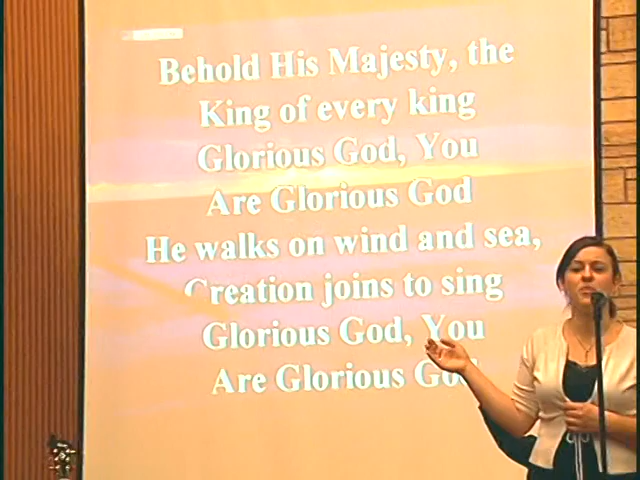 Behold His Majesty, the
King of every king
Glorious God, You
Are Glorious God
He walks on wind and sea,
Creation joins to sing
Glorious God, You
Are Glorious God